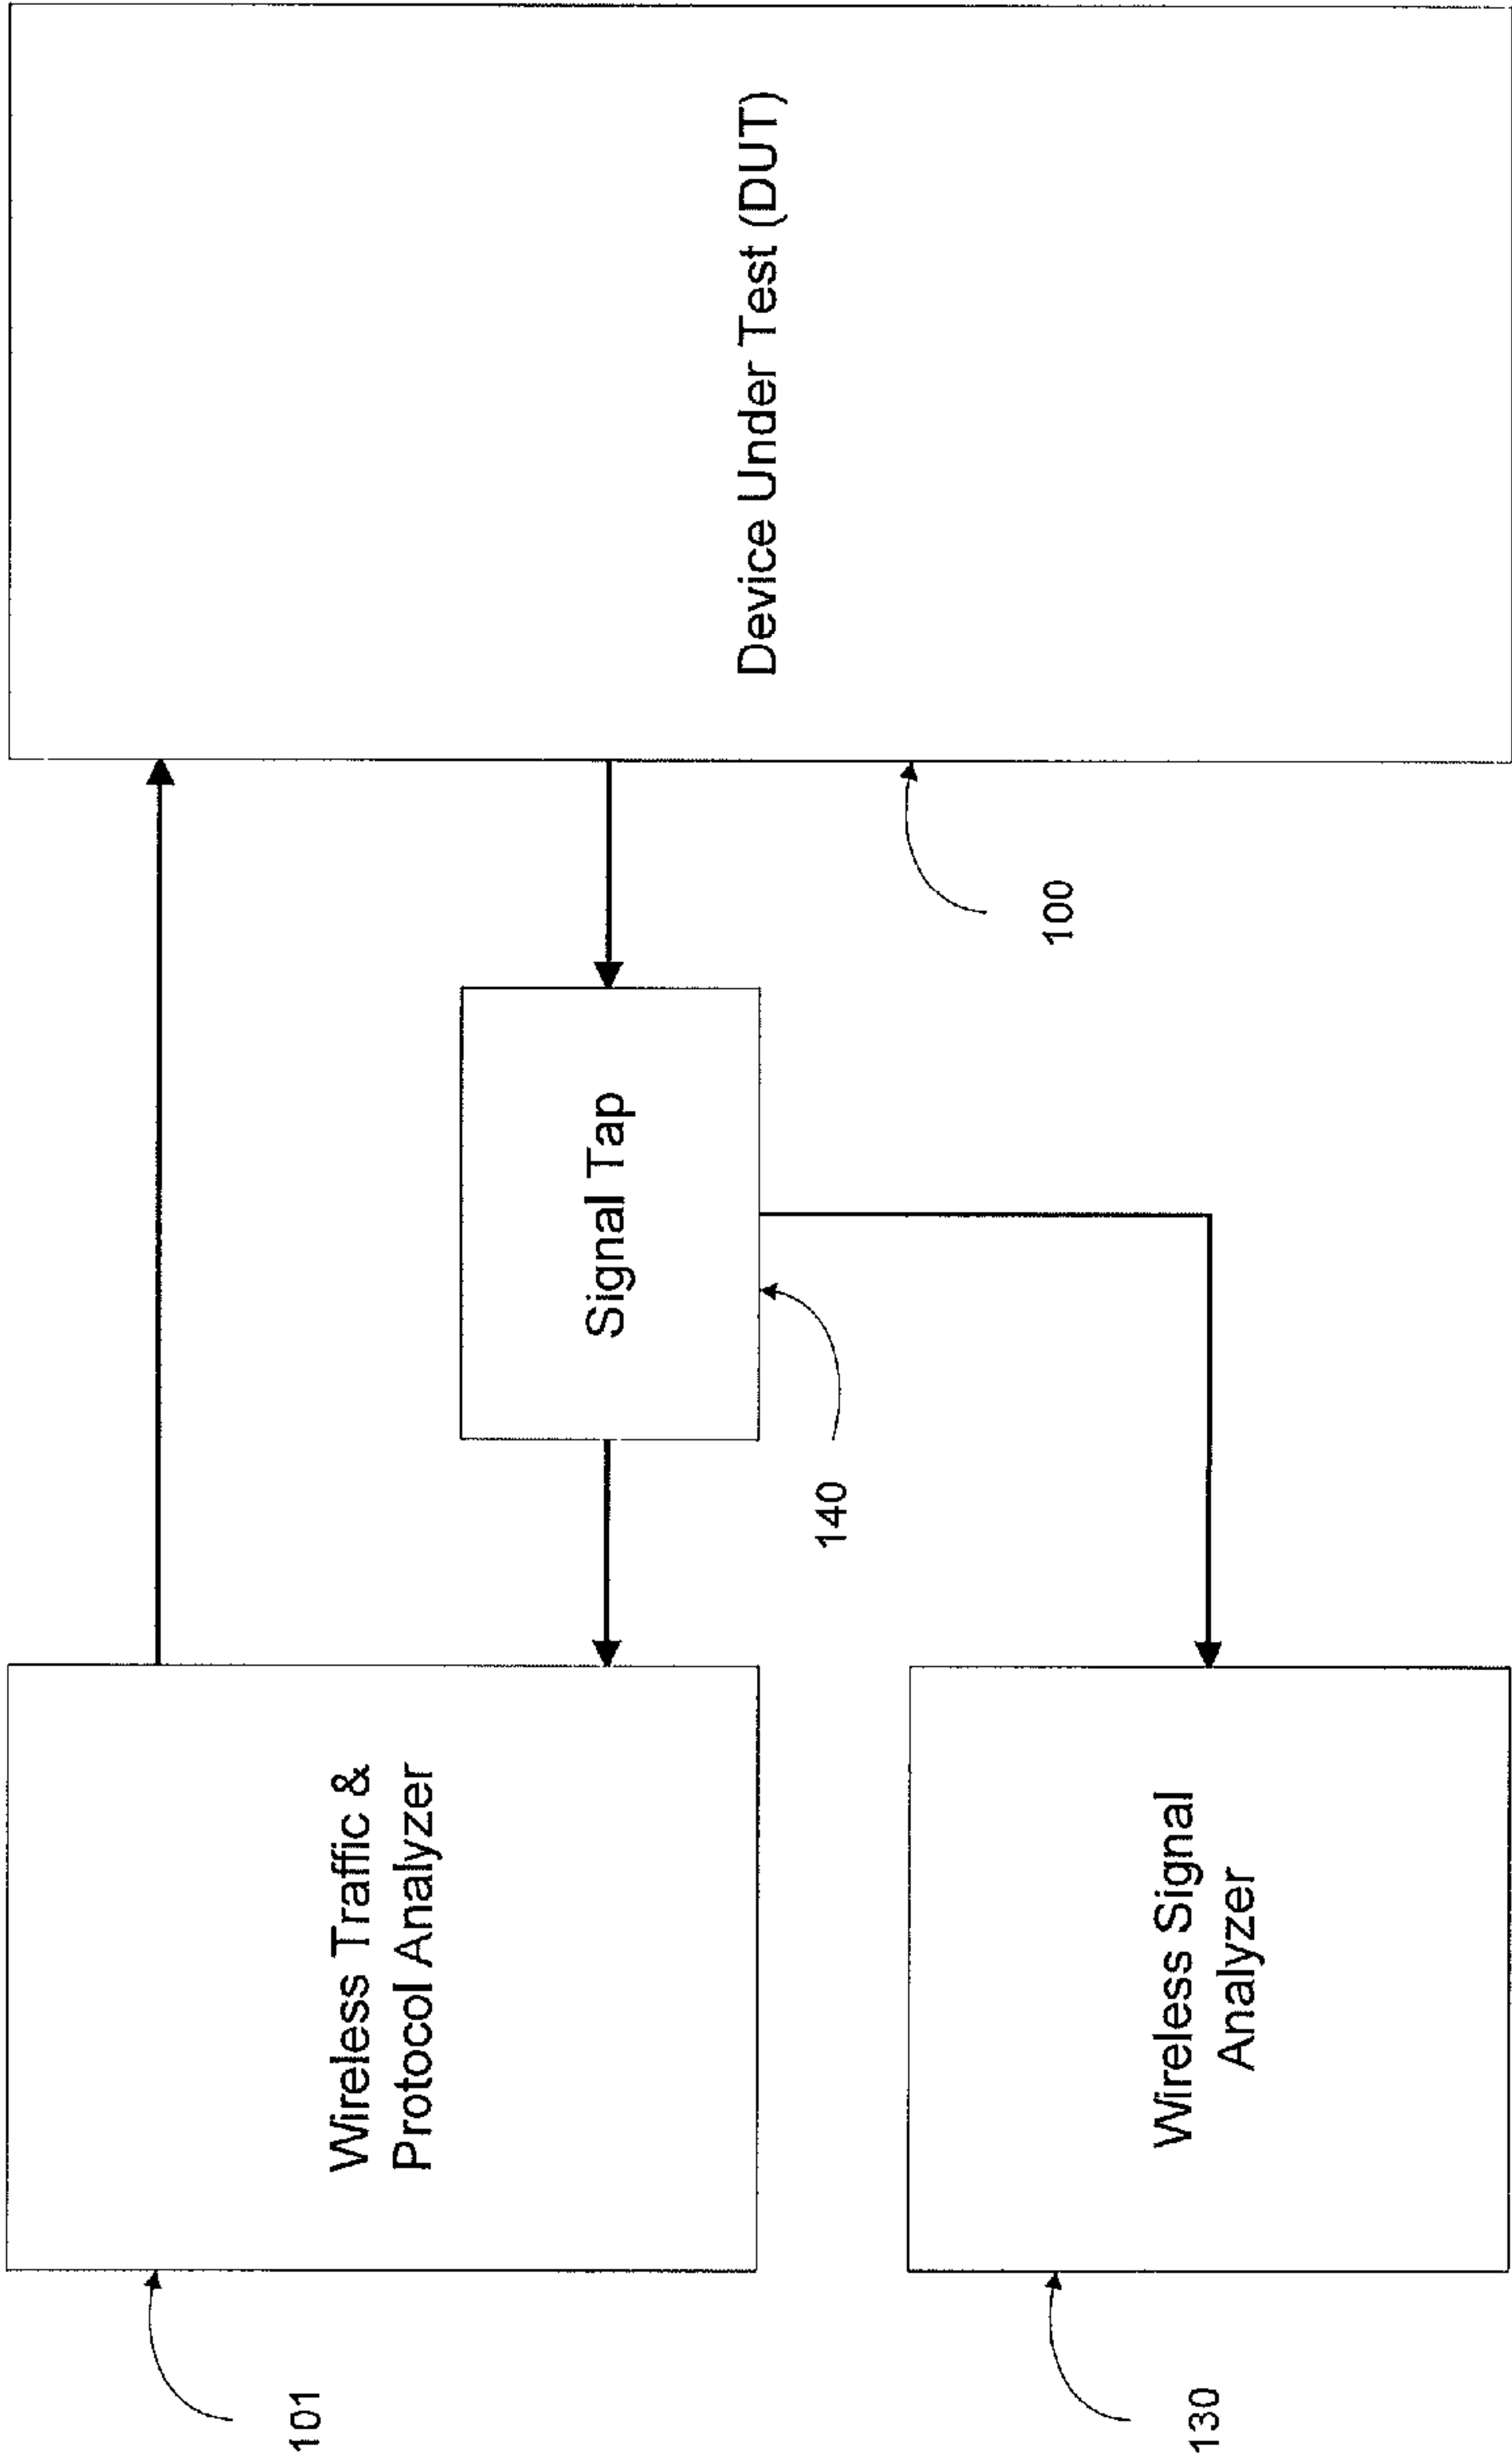 Wireless Traffic &
Protocol Analyzer
101
Signal Tap
140
Device Under Test (DUT)
100
Wireless Signal
Analyzer
130